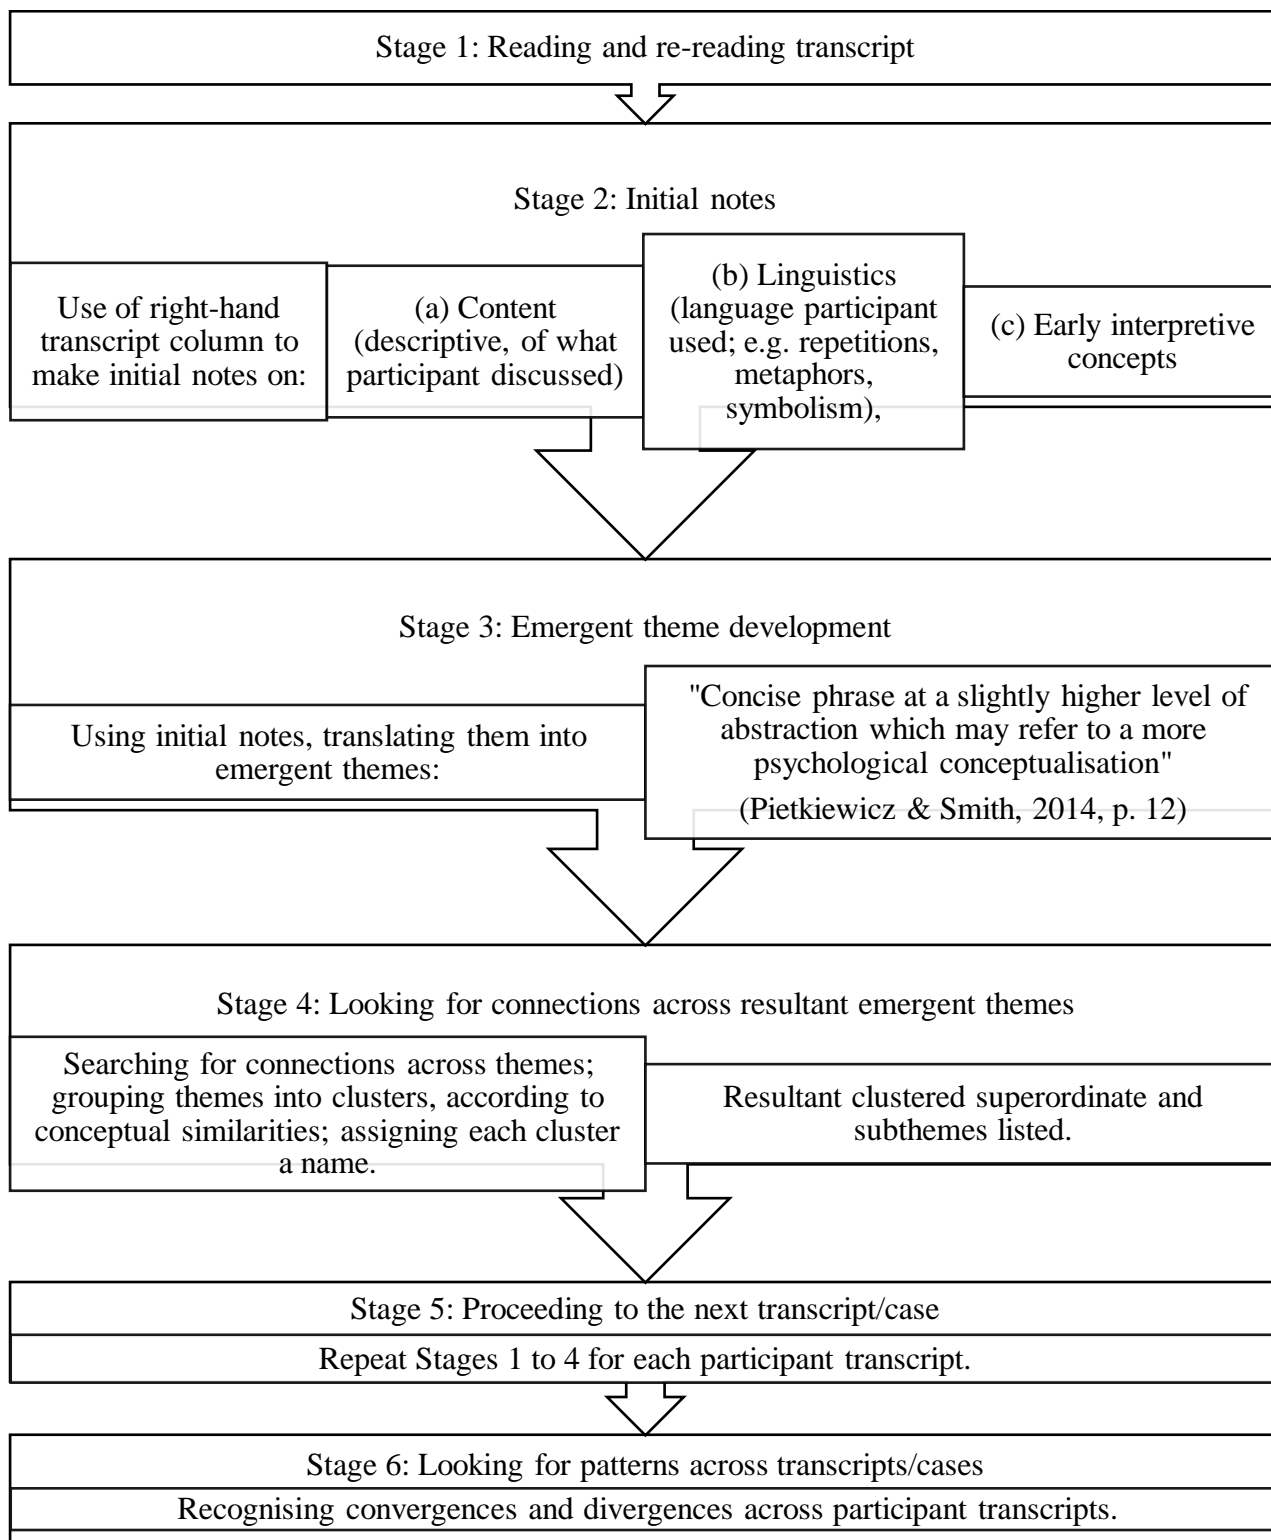 Stage 1: Reading and re-reading transcript
Stage 2: Initial notes
Use of right-hand
transcript column to
make initial notes on:
(a) Content
(descriptive, of what
participant discussed)
(b) Linguistics
(language participant
used; e.g. repetitions,
metaphors,
symbolism),
(c) Early interpretive
concepts
Stage 3: Emergent theme development
Using initial notes, translating them into
emergent themes:
"Concise phrase at a slightly higher level of
abstraction which may refer to a more
psychological conceptualisation"
(Pietkiewicz & Smith, 2014, p. 12)
Stage 4: Looking for connections across resultant emergent themes
Searching for connections across themes;
grouping themes into clusters, according to
conceptual similarities; assigning each cluster
a name.
Resultant clustered superordinate and
subthemes listed.
Stage 5: Proceeding to the next transcript/case
Repeat Stages 1 to 4 for each participant transcript.
Stage 6: Looking for patterns across transcripts/cases
Recognising convergences and divergences across participant transcripts.